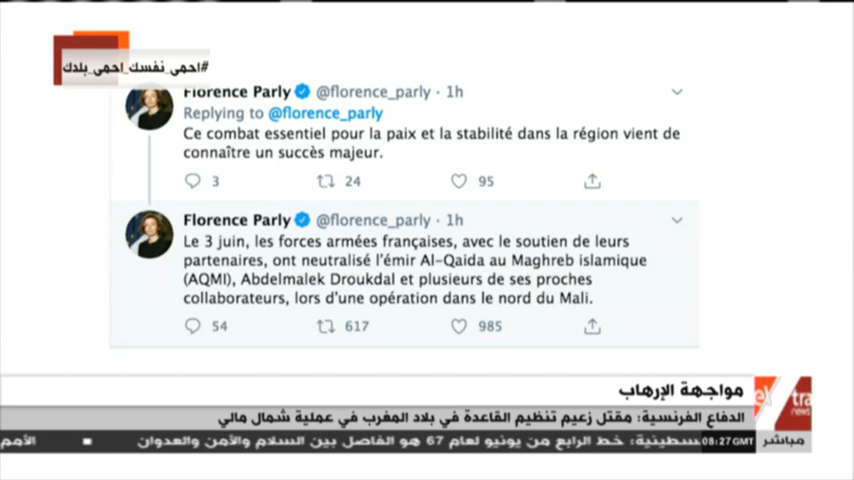 #احمى_نفسك_احمى_بلدك
Florence Parly @florence_parly · 1h
Replying to @florence_parly
Ce combat essentiel pour la paix et la stabilité dans la région vient de
connaître un succès majeur.
3 24 95
Florence Parly @florence_parly · 1h
Le 3 juin, les forces armées françaises, avec le soutien de leurs
partenaires, ont neutralisé l'émir Al-Qaida au Maghreb islamique
(AQMI), Abdelmalek Droukdal et plusieurs de ses proches
collaborateurs, lors d'une opération dans le nord du Mali.
54 617 985
مواجهة الإرهاب
الدفاع الفرنسية: مقتل زعيم تنظيم القاعدة في بلاد المغرب في عملية شمال مالي
news
مباشر
08:27 GMT
خط الرابع من يونيو لعام 67 هو الفاصل بين السلام والأمن والعدوان ■ الأمم